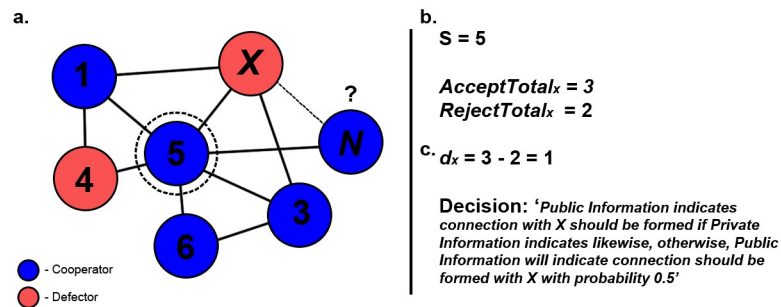 a.
1
X
?
N
5
4
3
6
- Cooperator
- Defector
b.
S = 5
AcceptTotalx = 3
RejectTotalx = 2
c.
dx = 3 - 2 = 1
Decision: ‘Public Information indicates
connection with X should be formed if Private
Information indicates likewise, otherwise, Public
Information will indicate connection should be
formed with X with probability 0.5’